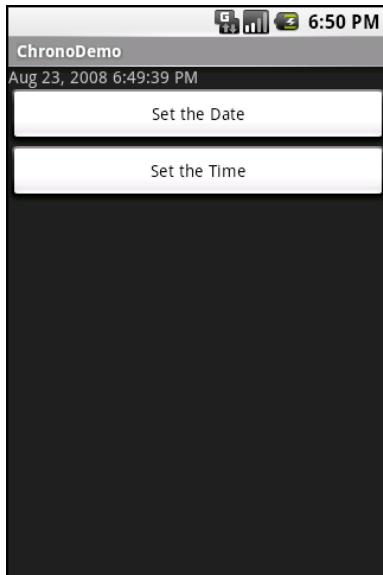 6:50 PM
ChronoDemo
Aug 23, 2008 6:49:39 PM
Set the Date
Set the Time